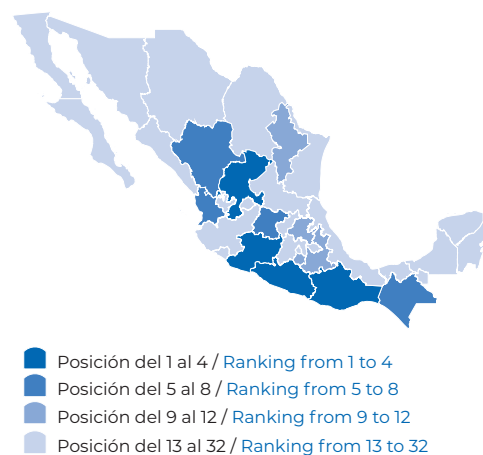 Posición del 1 al 4 / Ranking from 1 to 4
Posición del 5 al 8 / Ranking from 5 to 8
Posición del 9 al 12 / Ranking from 9 to 12
Posición del 13 al 32 / Ranking from 13 to 32